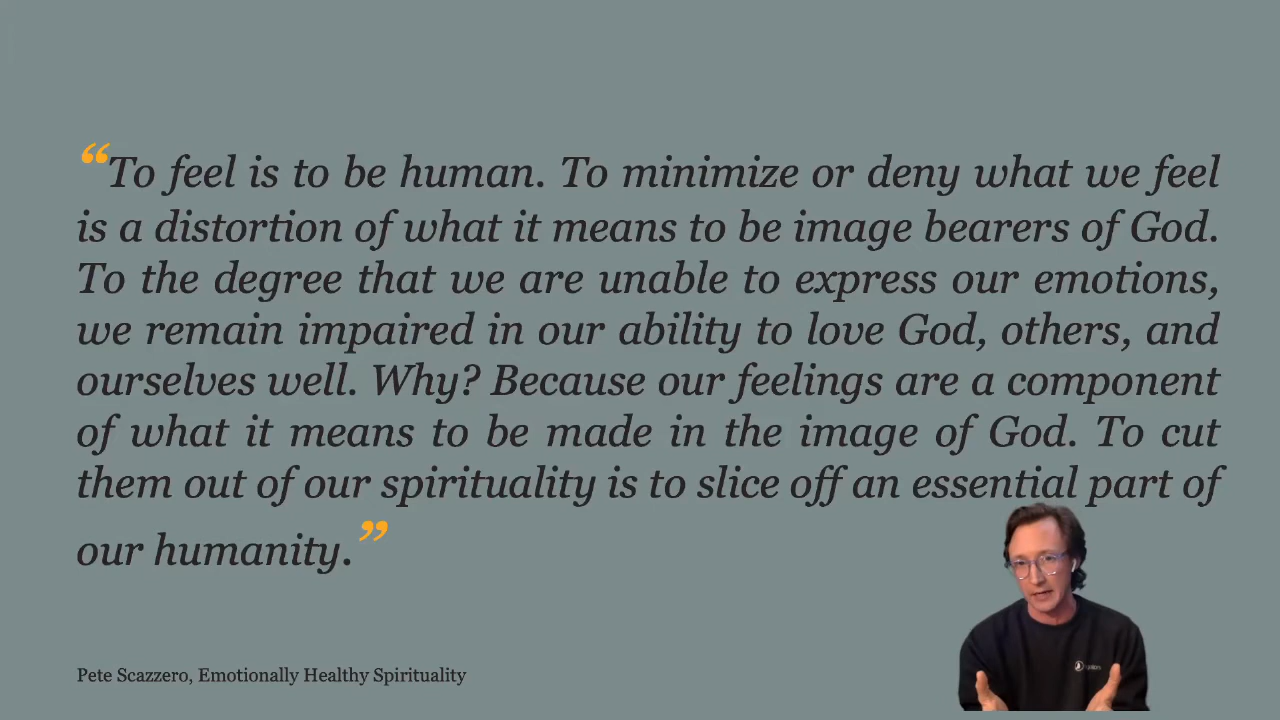 “To feel is to be human. To minimize or deny what we feel
is a distortion of what it means to be image bearers of God.
To the degree that we are unable to express our emotions,
we remain impaired in our ability to love God, others, and
ourselves well. Why? Because our feelings are a component
of what it means to be made in the image of God. To cut
them out of our spirituality is to slice off an essential part of
our humanity.”
Pete Scazzero, Emotionally Healthy Spirituality